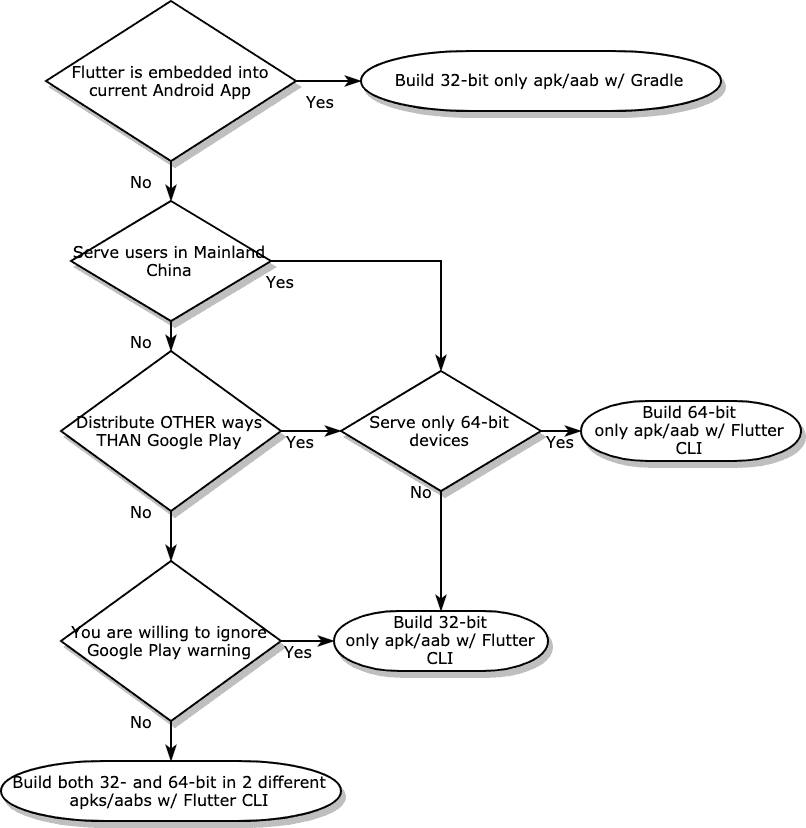 Flutter is embedded into
current Android App
Yes
Build 32-bit only apk/aab w/ Gradle
No
Serve users in Mainland
China
Yes
No
Distribute OTHER ways
THAN Google Play
Yes
Serve only 64-bit
devices
Yes
Build 64-bit
only apk/aab w/ Flutter
CLI
No
No
You are willing to ignore
Google Play warning
Yes
Build 32-bit
only apk/aab w/ Flutter
CLI
No
Build both 32- and 64-bit in 2 different
apks/aabs w/ Flutter CLI